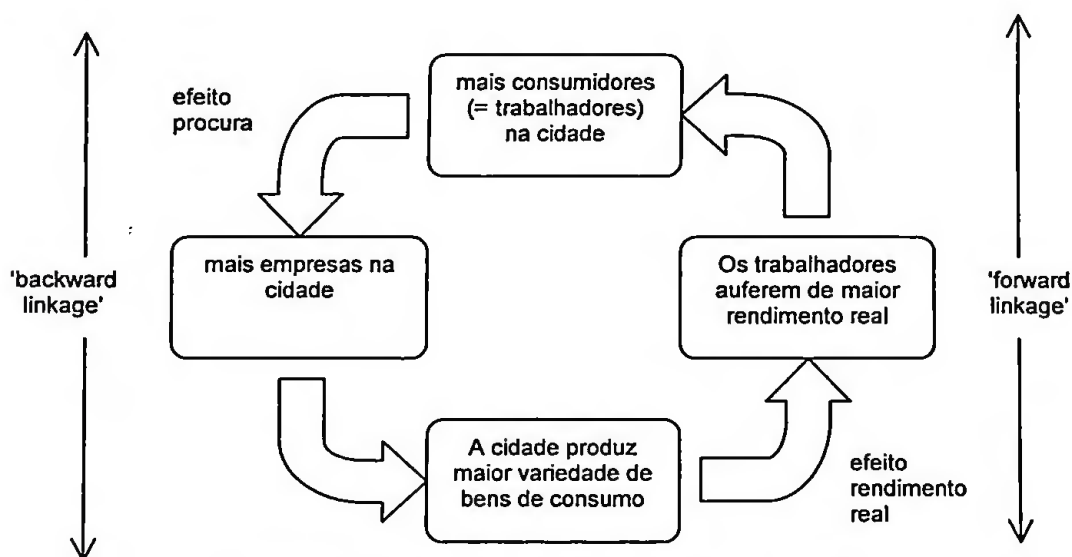 mais consumidores
(= trabalhadores)
na cidade
efeito
procura
mais empresas na
cidade
Os trabalhadores
auferem de maior
rendimento real
'backward
linkage'
'forward
linkage'
A cidade produz
maior variedade de
bens de consumo
efeito
rendimento
real